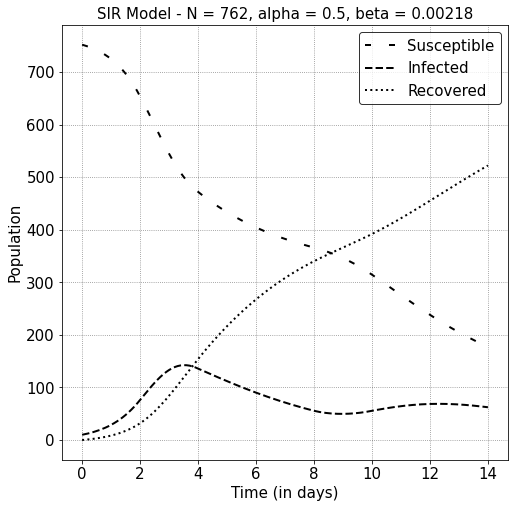 SIR Model - N = 762, alpha = 0.5, beta = 0.00218
Susceptible
Infected
Recovered
Population
700
600
500
400
300
200
100
0
0 2 4 6 8 10 12 14
Time (in days)